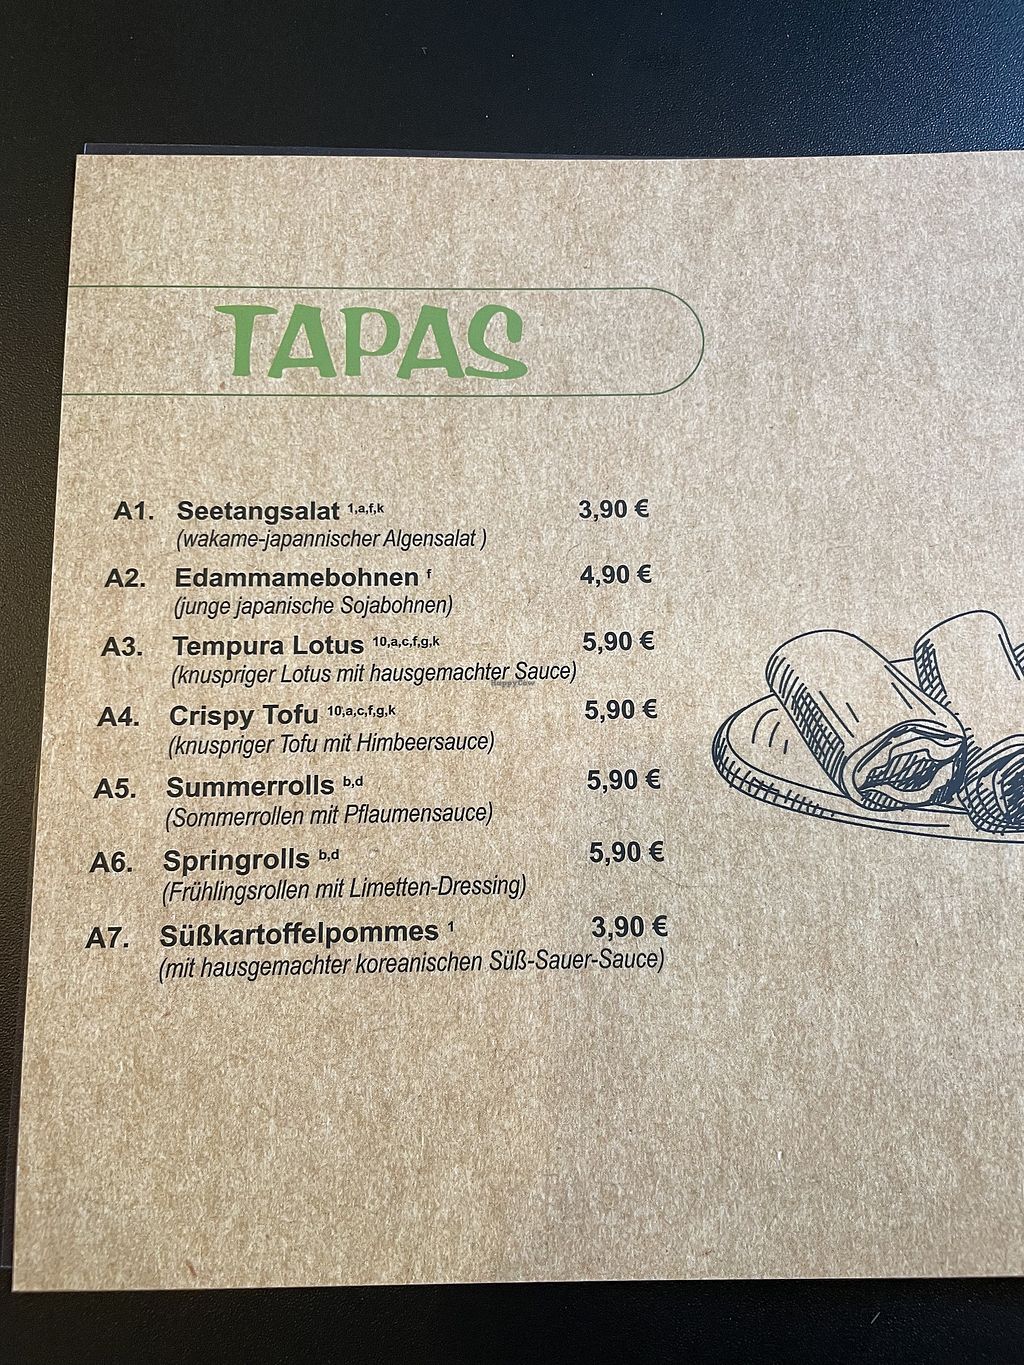 TAPAS
A1. Seetangsalat 1,a,f,k 3,90 €
(wakame-japannischer Algensalat )
A2. Edammamebohnen f 4,90 €
(junge japanische Sojabohnen)
A3. Tempura Lotus 10,a,c,f,g,k 5,90 €
(knuspriger Lotus mit hausgemachter Sauce)
HappyCow
A4. Crispy Tofu 10,a,c,f,g,k 5,90 €
(knuspriger Tofu mit Himbeersauce)
A5. Summerrolls b,d 5,90 €
(Sommerrollen mit Pflaumensauce)
A6. Springrolls b,d 5,90 €
(Frühlingsrollen mit Limetten-Dressing)
A7. Süßkartoffelpommes 1 3,90 €
(mit hausgemachter koreanischen Süß-Sauer-Sauce)